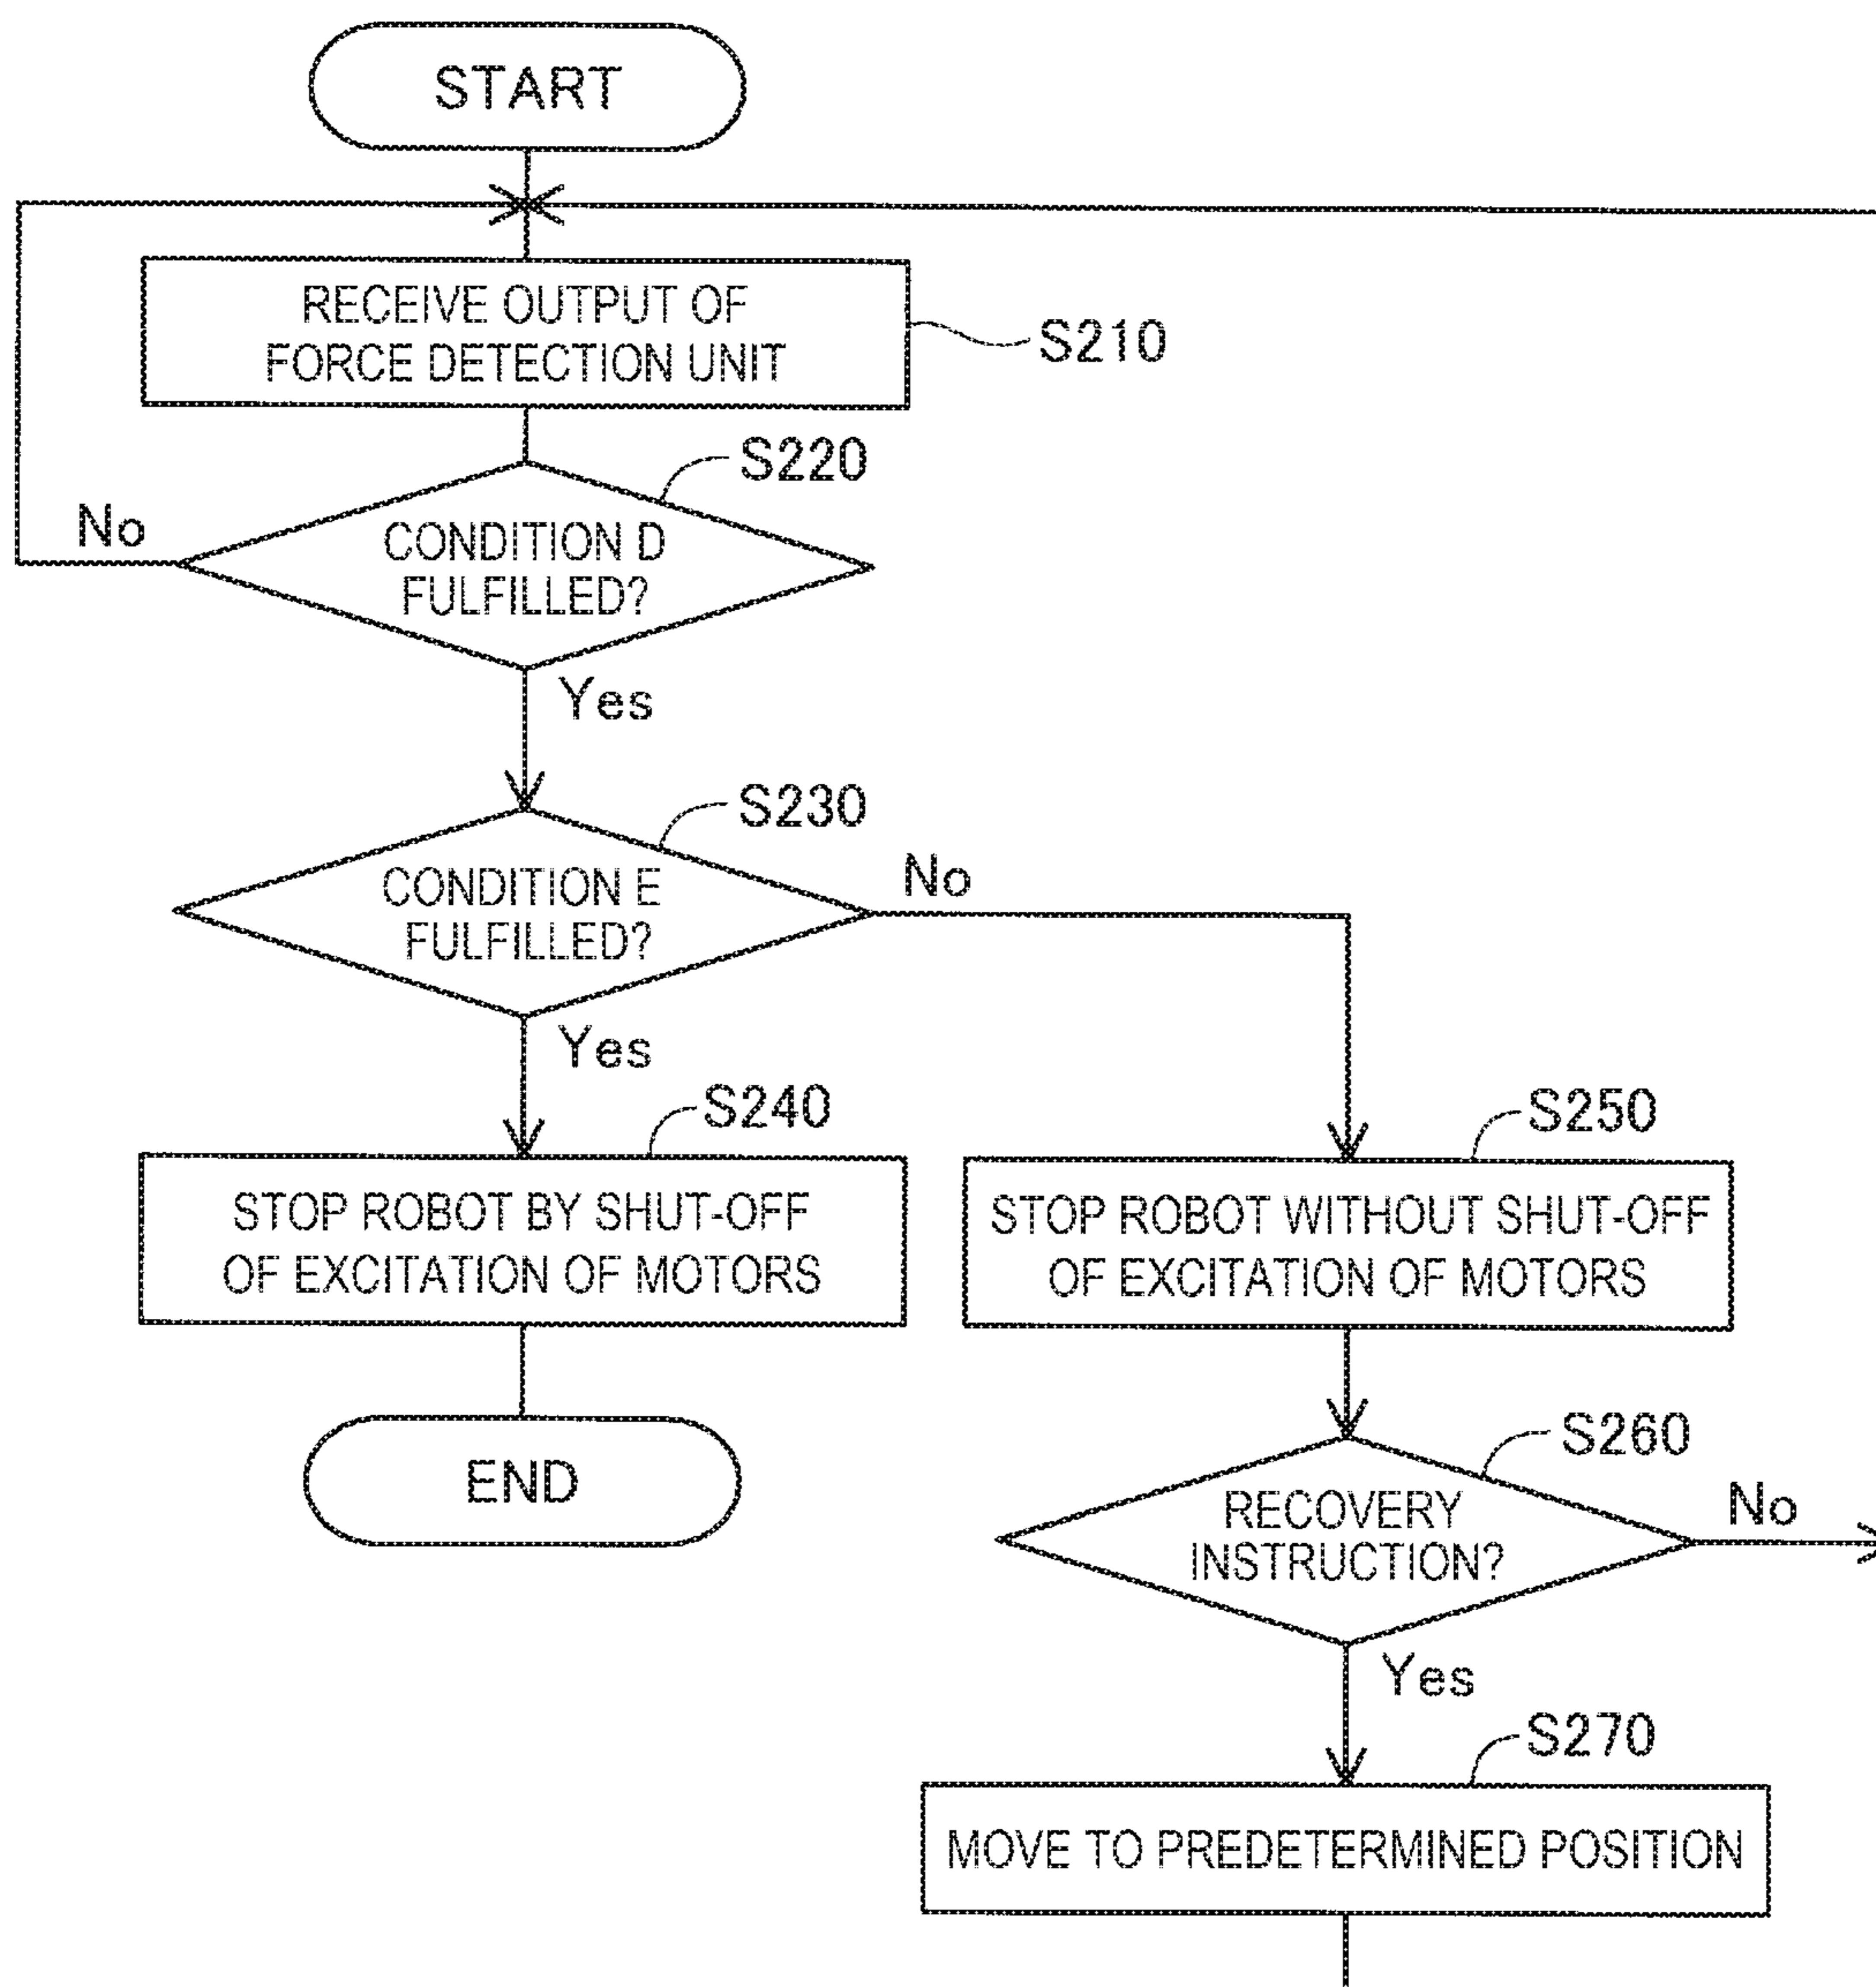 START
RECEIVE OUTPUT OF
FORCE DETECTION UNIT
S210
S220
No
CONDITION D
FULFILLED?
Yes
S230
CONDITION E
FULFILLED?
No
Yes
S240
STOP ROBOT BY SHUT-OFF
OF EXCITATION OF MOTORS
END
S250
STOP ROBOT WITHOUT SHUT-OFF
OF EXCITATION OF MOTORS
S260
RECOVERY
INSTRUCTION?
No
Yes
S270
MOVE TO PREDETERMINED POSITION